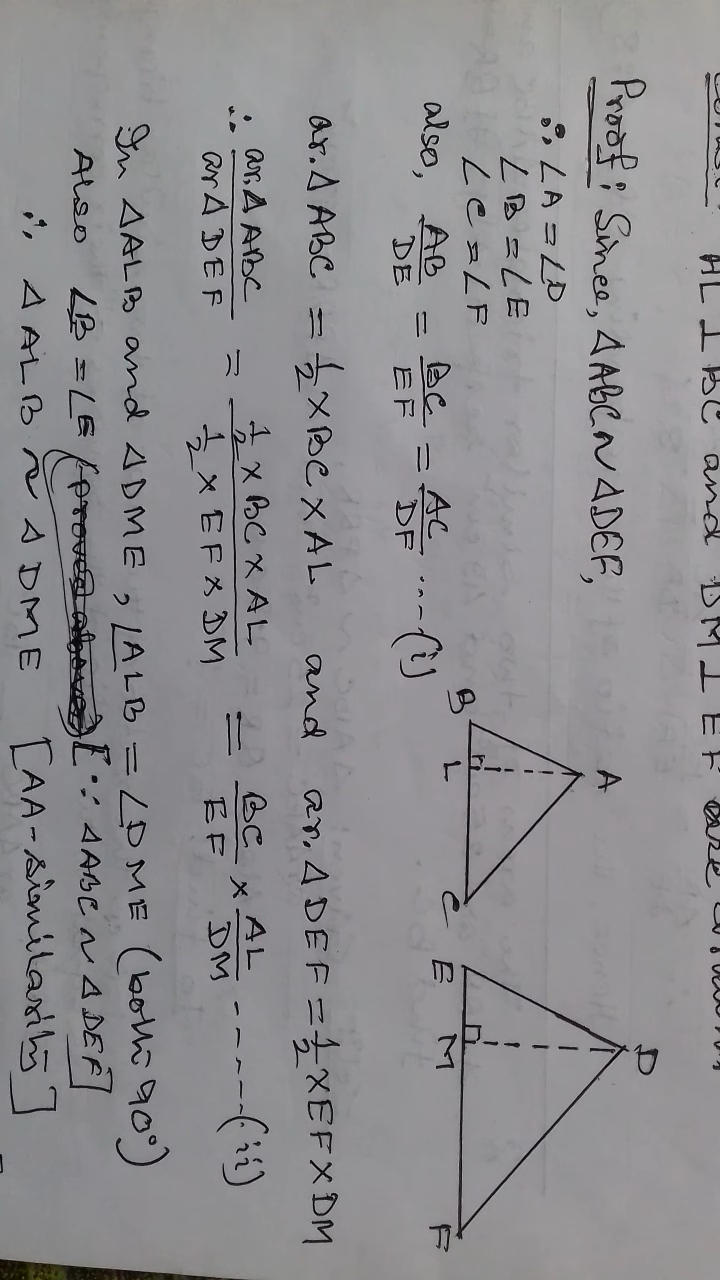 AL ⊥ BC and DM ⊥ EF are
Proof: Since, ΔABC ~ ΔDEF,
∴ ∠A = ∠D
∠B = ∠E
∠C = ∠F
also, AB/DE = BC/EF = AC/DF ...(i)
A
B L C
D
E M F
ar. ΔABC = 1/2 × BC × AL and ar. ΔDEF = 1/2 × EF × DM
∴ ar. ΔABC / ar ΔDEF = 1/2 × BC × AL / 1/2 × EF × DM = BC/EF × AL/DM ------(ii)
In ΔALB and ΔDME, ∠ALB = ∠DME (both 90°)
Also ∠B = ∠E [∵ ΔABC ~ ΔDEF]
∴ ΔALB ~ ΔDME [AA-Similarity]